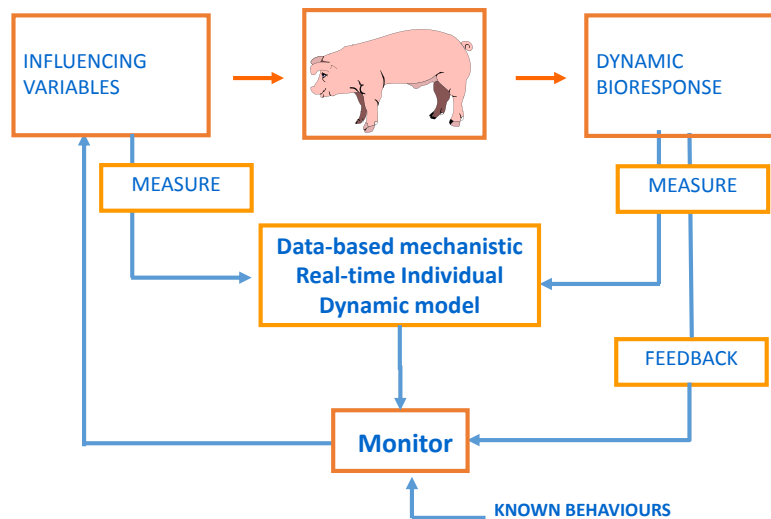 INFLUENCING
VARIABLES
DYNAMIC
BIORESPONSE
MEASURE
MEASURE
Data-based mechanistic
Real-time Individual
Dynamic model
FEEDBACK
Monitor
KNOWN BEHAVIOURS